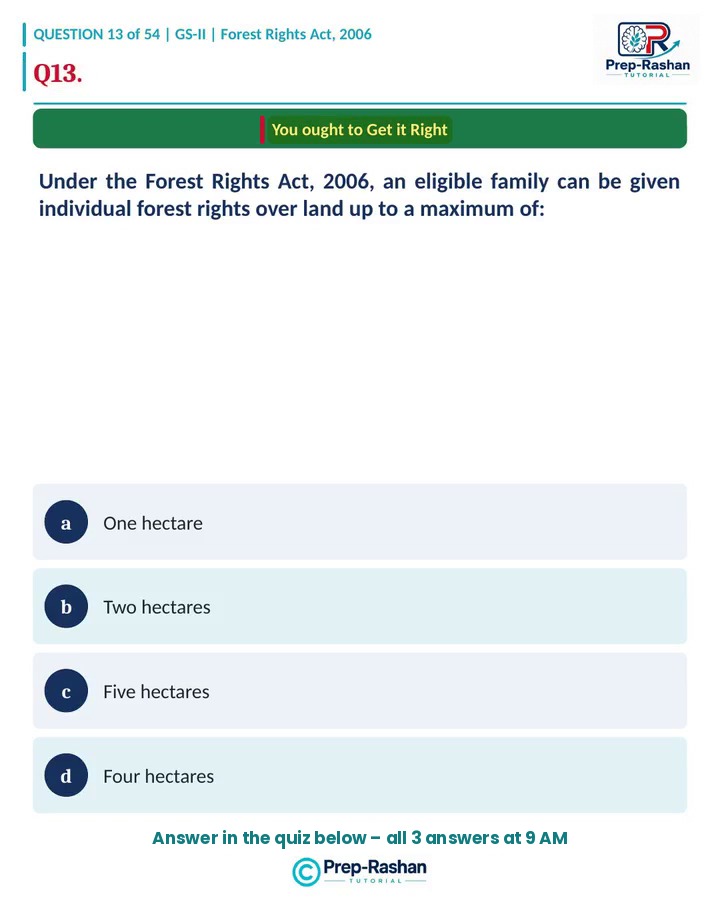 QUESTION 13 of 54 | GS-II | Forest Rights Act, 2006
Q13.
Prep-Rashan
TUTORIAL
You ought to Get it Right
Under the Forest Rights Act, 2006, an eligible family can be given
individual forest rights over land up to a maximum of:
a One hectare
b Two hectares
c Five hectares
d Four hectares
Answer in the quiz below – all 3 answers at 9 AM
© Prep-Rashan
TUTORIAL